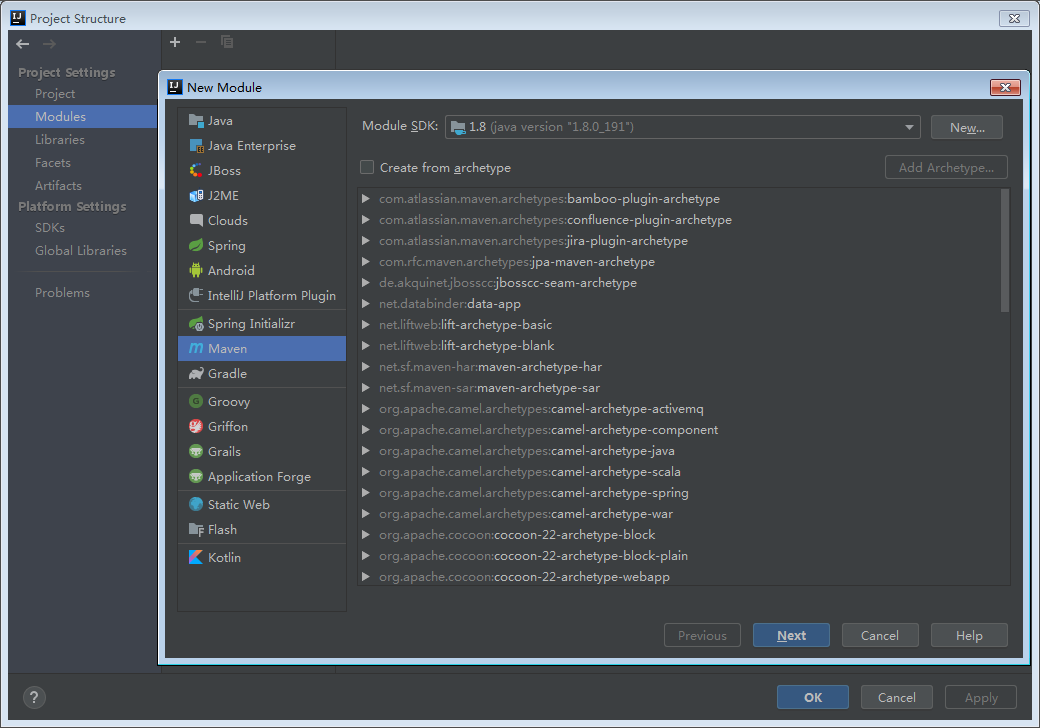 Project Structure
Project Settings
Project
Modules
Libraries
Facets
Artifacts
Platform Settings
SDKs
Global Libraries
Problems
New Module
Java
Java Enterprise
JBoss
J2ME
Clouds
Spring
Android
IntelliJ Platform Plugin
Spring Initializr
Maven
Gradle
Groovy
Griffon
Grails
Application Forge
Static Web
Flash
Kotlin
Module SDK: 1.8 (java version "1.8.0_191") New...
Create from archetype Add Archetype...
com.atlassian.maven.archetypes:bamboo-plugin-archetype
com.atlassian.maven.archetypes:confluence-plugin-archetype
com.atlassian.maven.archetypes:jira-plugin-archetype
com.rfc.maven.archetypes:jpa-maven-archetype
de.akquinet.jbosscc:jbosscc-seam-archetype
net.databinder:data-app
net.liftweb:lift-archetype-basic
net.liftweb:lift-archetype-blank
net.sf.maven-har:maven-archetype-har
net.sf.maven-sar:maven-archetype-sar
org.apache.camel.archetypes:camel-archetype-activemq
org.apache.camel.archetypes:camel-archetype-component
org.apache.camel.archetypes:camel-archetype-java
org.apache.camel.archetypes:camel-archetype-scala
org.apache.camel.archetypes:camel-archetype-spring
org.apache.camel.archetypes:camel-archetype-war
org.apache.cocoon:cocoon-22-archetype-block
org.apache.cocoon:cocoon-22-archetype-block-plain
org.apache.cocoon:cocoon-22-archetype-webapp
Previous Next Cancel Help
? OK Cancel Apply